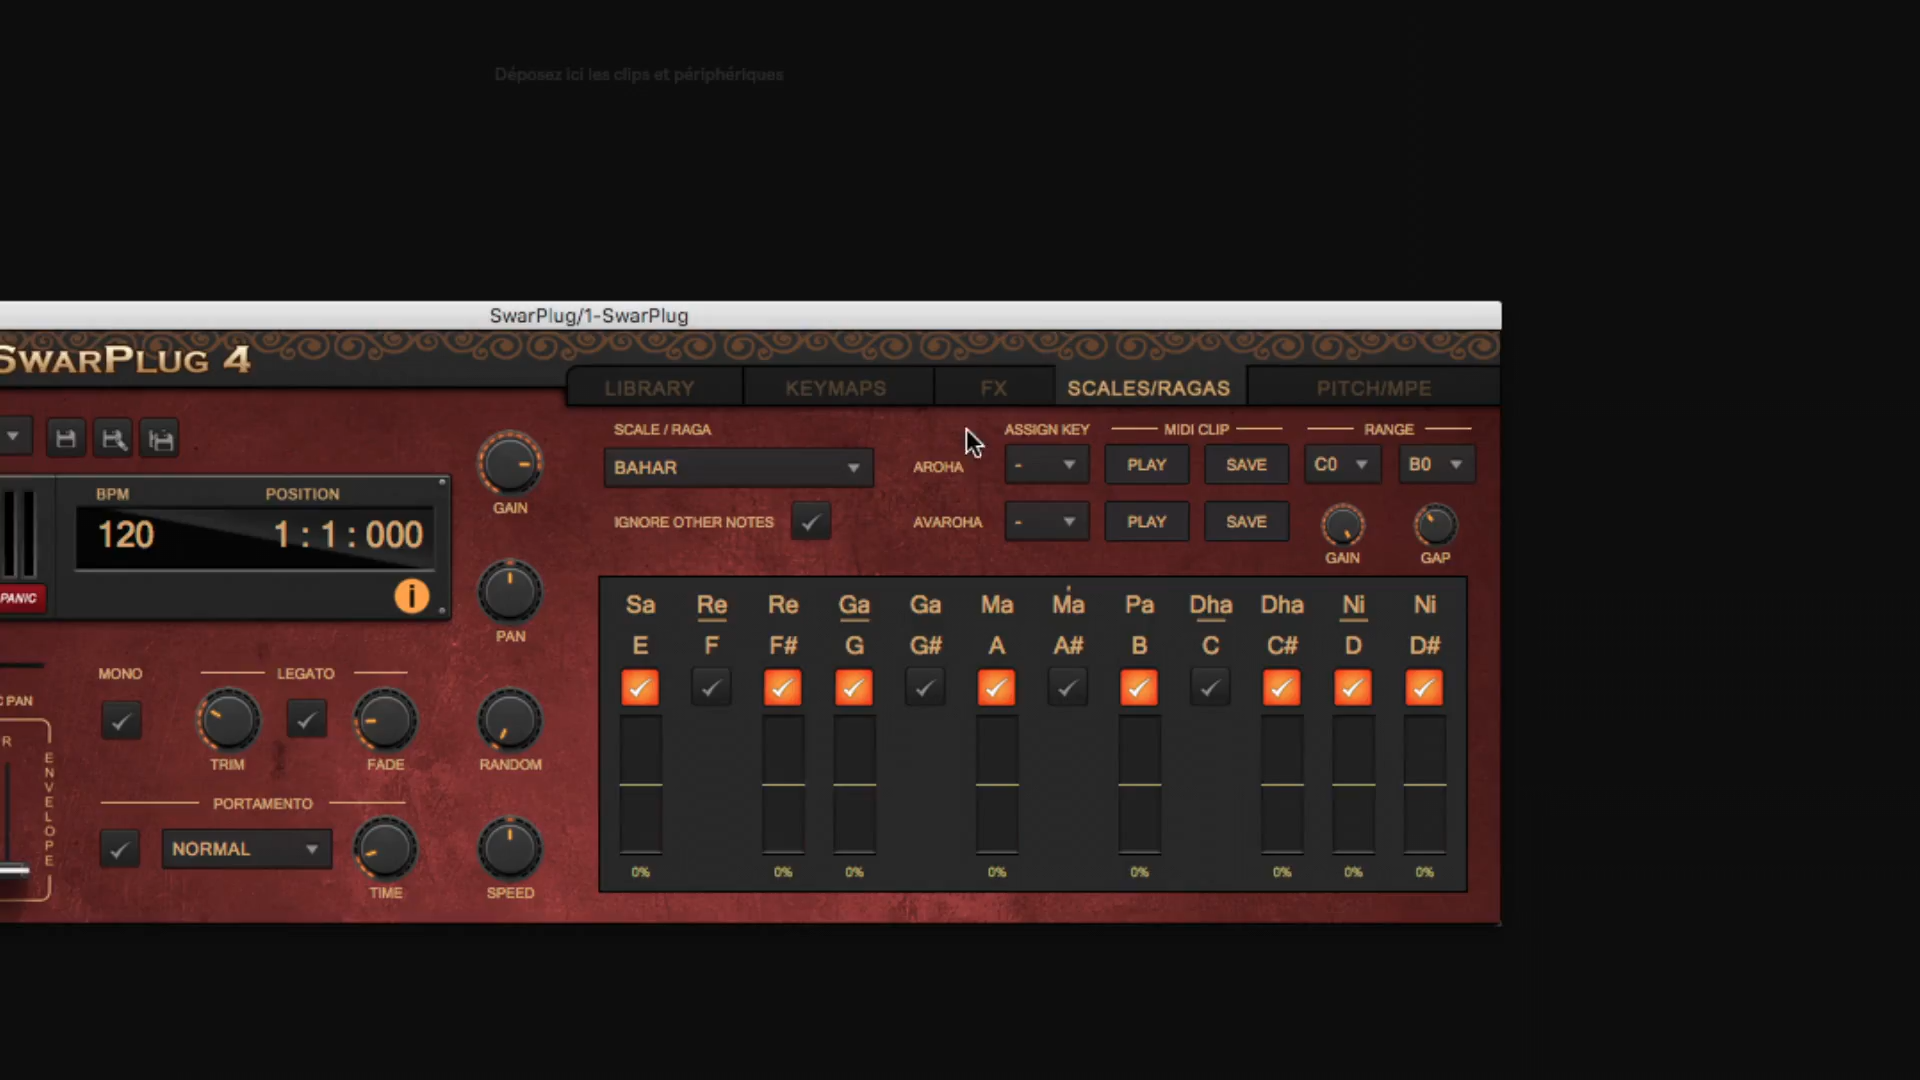 Déposez ici les clips et périphériques
SwarPlug/1-SwarPlug
SWARPLUG 4
LIBRARY KEYMAPS FX SCALES/RAGAS PITCH/MPE
SCALE / RAGA ASSIGN KEY MIDI CLIP RANGE
BAHAR AROHA - PLAY SAVE C0 B0
GAIN
BPM POSITION
120 1:1:000
IGNORE OTHER NOTES AVAROHA - PLAY SAVE
GAIN GAP
i
PANIC
PAN
Sa Re Re Ga Ga Ma Ma Pa Dha Dha Ni Ni
E F F# G G# A A# B C C# D D#
MONO LEGATO
C PAN
R
ENVELOPE
TRIM FADE RANDOM
PORTAMENTO
NORMAL
TIME SPEED
0% 0% 0% 0% 0% 0% 0% 0%